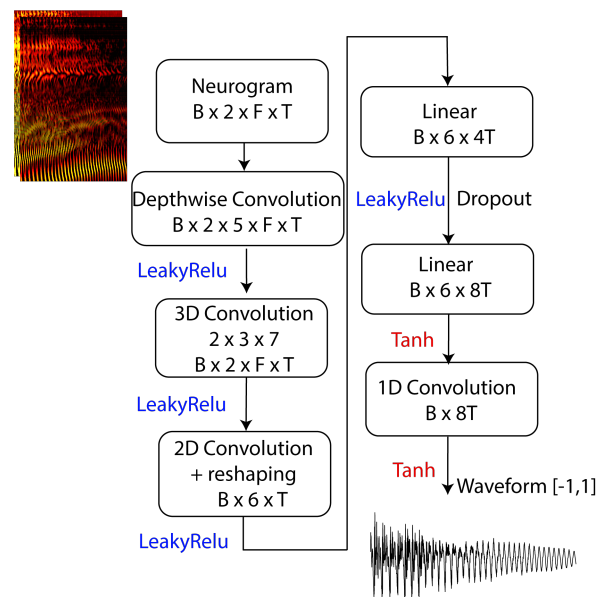 Neurogram
B x 2 x F x T
Depthwise Convolution
B x 2 x 5 x F x T
LeakyRelu
3D Convolution
2 x 3 x 7
B x 2 x F x T
LeakyRelu
2D Convolution
+ reshaping
B x 6 x T
LeakyRelu
Linear
B x 6 x 4T
LeakyRelu Dropout
Linear
B x 6 x 8T
Tanh
1D Convolution
B x 8T
Tanh
Waveform [-1,1]